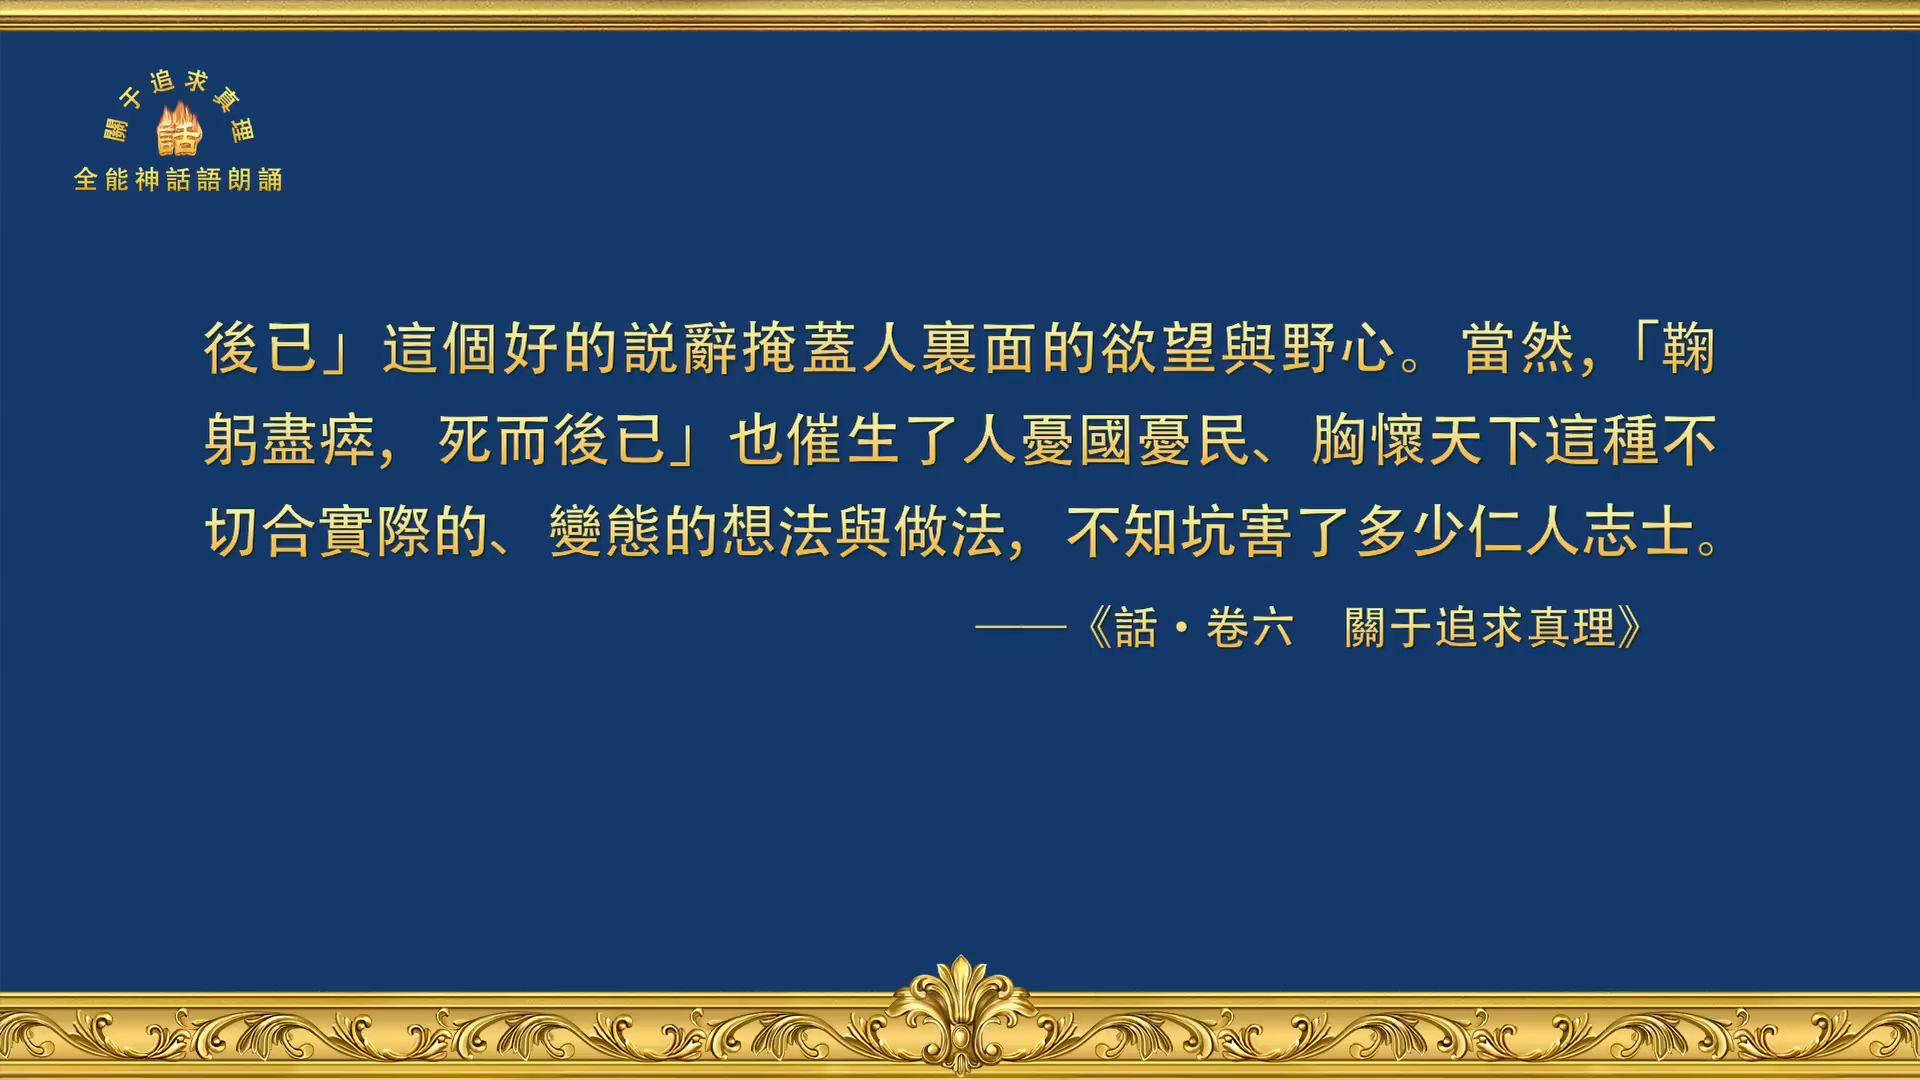 關于追求真理
話
全能神話語朗誦
後已」這個好的説辭掩蓋人裏面的欲望與野心。當然，「鞠
躬盡瘁，死而後已」也催生了人憂國憂民、胸懷天下這種不
切合實際的、變態的想法與做法，不知坑害了多少仁人志士。
——《話・卷六　關于追求真理》